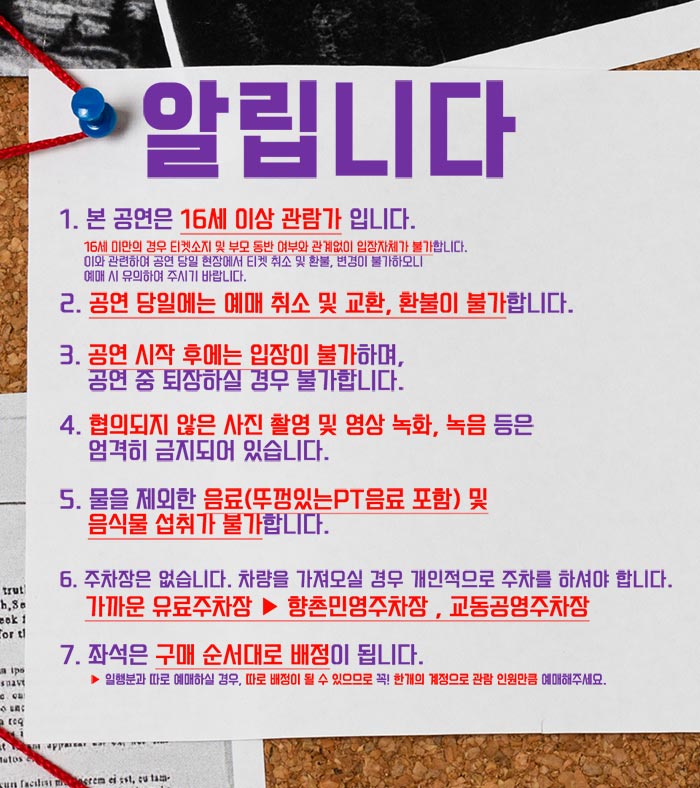 알립니다
1. 본 공연은 16세 이상 관람가 입니다.
16세 미만의 경우 티켓소지 및 부모 동반 여부와 관계없이 입장자체가 불가합니다.
이와 관련하여 공연 당일 현장에서 티켓 취소 및 환불, 변경이 불가하오니
예매 시 유의하여 주시기 바랍니다.
2. 공연 당일에는 예매 취소 및 교환, 환불이 불가합니다.
3. 공연 시작 후에는 입장이 불가하며,
공연 중 퇴장하실 경우 불가합니다.
4. 협의되지 않은 사진 촬영 및 영상 녹화, 녹음 등은
엄격히 금지되어 있습니다.
5. 물을 제외한 음료(뚜껑있는PT음료 포함) 및
음식물 섭취가 불가합니다.
6. 주차장은 없습니다. 차량을 가져오실 경우 개인적으로 주차를 하셔야 합니다.
가까운 유료주차장 ▶ 향촌민영주차장 , 교동공영주차장
7. 좌석은 구매 순서대로 배정이 됩니다.
▶ 일행분과 따로 예매하실 경우, 따로 배정이 될 수 있으므로 꼭! 한개의 계정으로 관람 인원만큼 예매해주세요.